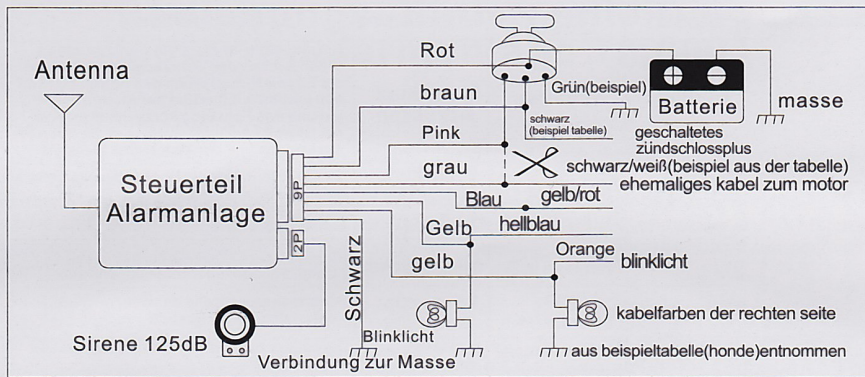 Rot
Antenna
braun
Grün(beispiel)
Batterie
masse
schwarz
(beispiel tabelle)
geschaltetes
zündschlossplus
Pink
schwarz/weiß(beispiel aus der tabelle)
grau
ehemaliges kabel zum motor
Steuerteil
Alarmanlage
9P
2P
Blau
gelb/rot
Gelb
hellblau
gelb
Orange
blinklicht
Schwarz
kabelfarben der rechten seite
Sirene 125dB
Blinklicht
Verbindung zur Masse
aus beispieltabelle(honde)entnommen